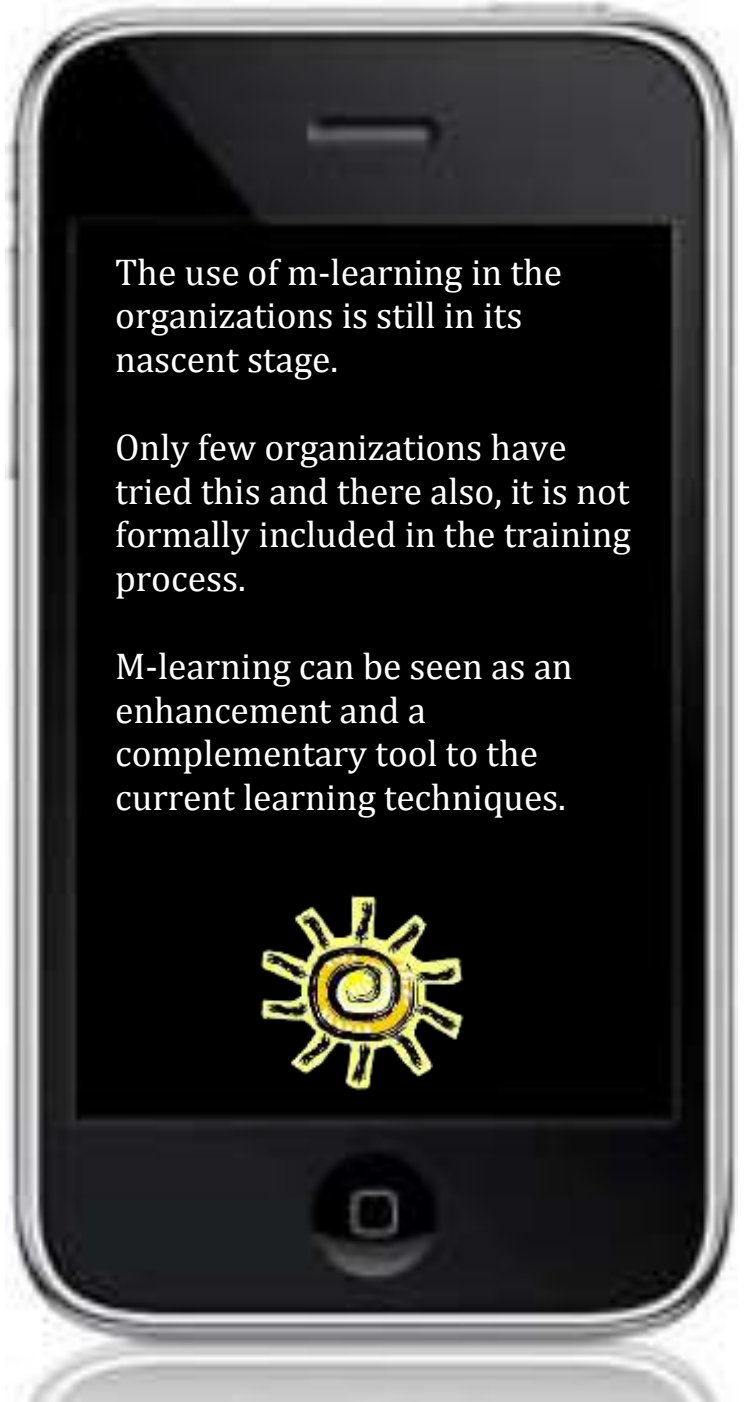 The use of m-learning in the
organizations is still in its
nascent stage.
Only few organizations have
tried this and there also, it is not
formally included in the training
process.
M-learning can be seen as an
enhancement and a
complementary tool to the
current learning techniques.